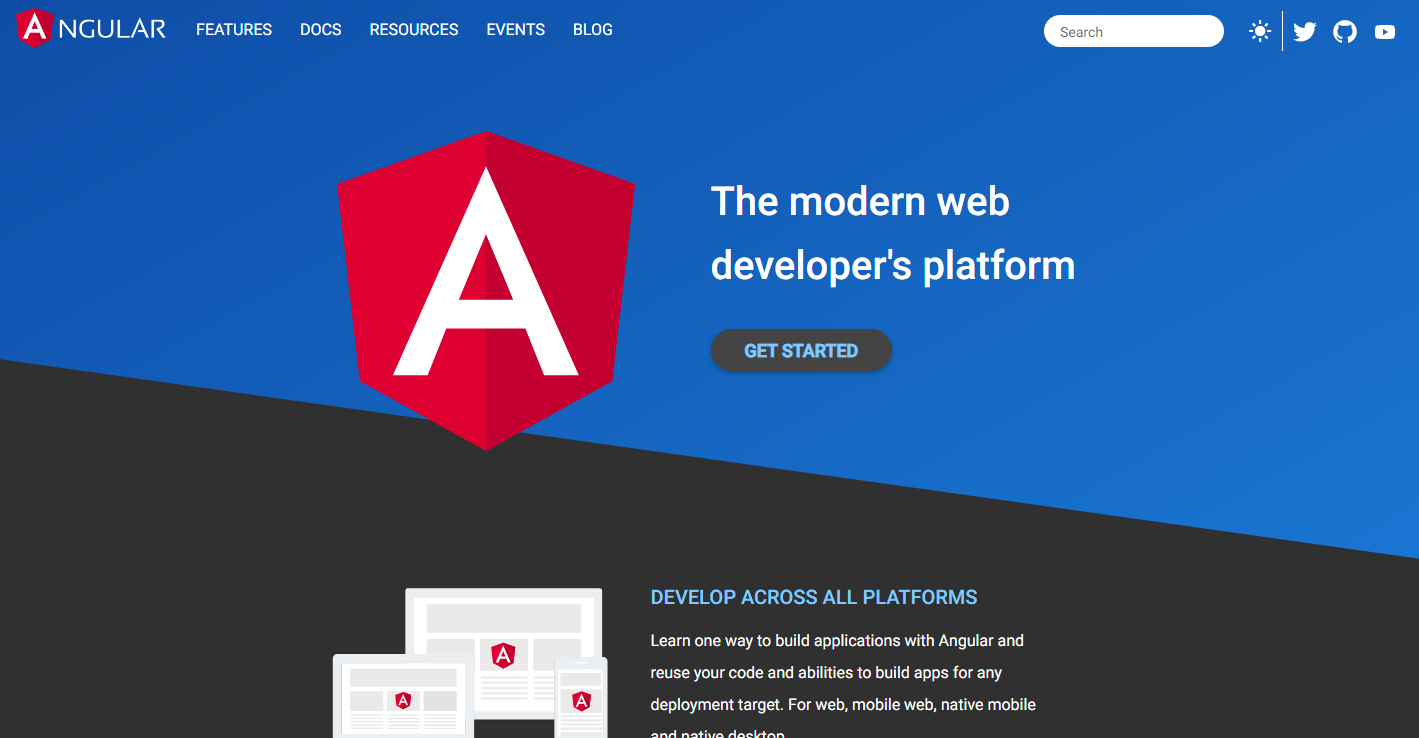 ANGULAR
FEATURES
DOCS
RESOURCES
EVENTS
BLOG
Search
A
The modern web
developer's platform
GET STARTED
DEVELOP ACROSS ALL PLATFORMS
Learn one way to build applications with Angular and
reuse your code and abilities to build apps for any
deployment target. For web, mobile web, native mobile
and native desktop.
A
A
A